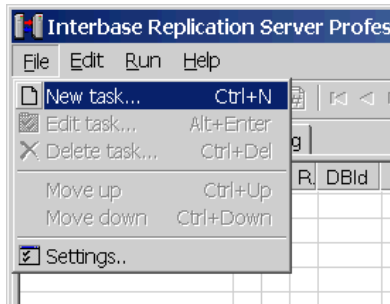 Interbase Replication Server Profes
File Edit Run Help
New task... Ctrl+N
Edit task... Alt+Enter
Delete task... Ctrl+Del
g
R. DBId
Move up Ctrl+Up
Move down Ctrl+Down
Settings..